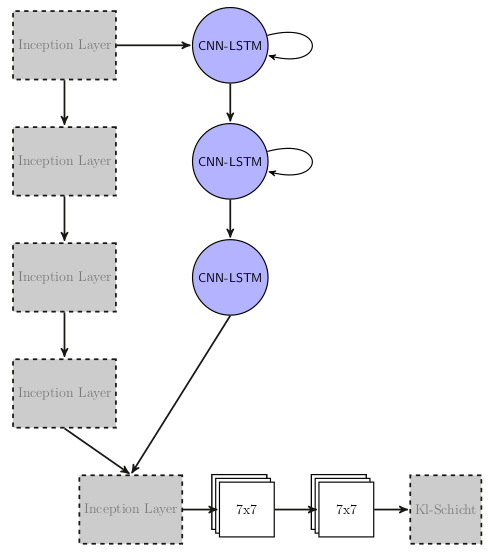 Inception Layer
CNN-LSTM
Inception Layer
CNN-LSTM
Inception Layer
CNN-LSTM
Inception Layer
Inception Layer
7x7
7x7
Kl-Schicht